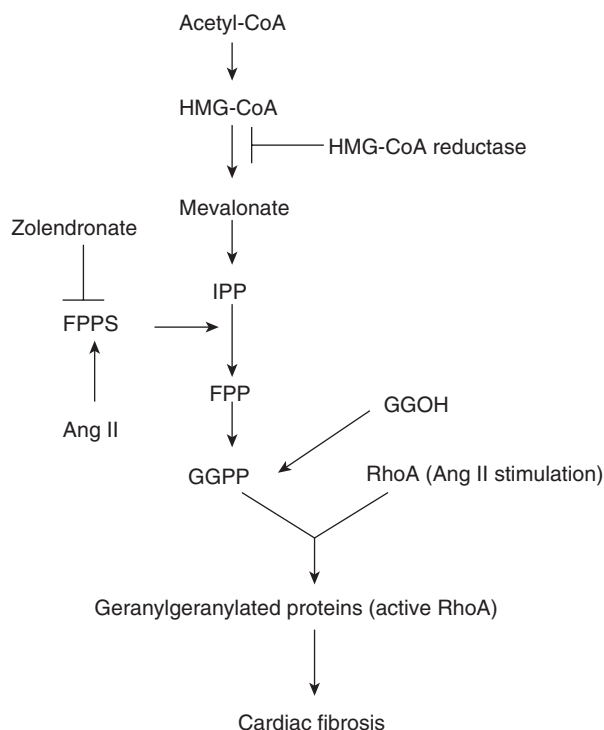 Acetyl-CoA
HMG-CoA
HMG-CoA reductase
Mevalonate
Zolendronate
IPP
FPPS
FPP
GGOH
Ang II
GGPP
RhoA (Ang II stimulation)
Geranylgeranylated proteins (active RhoA)
Cardiac fibrosis